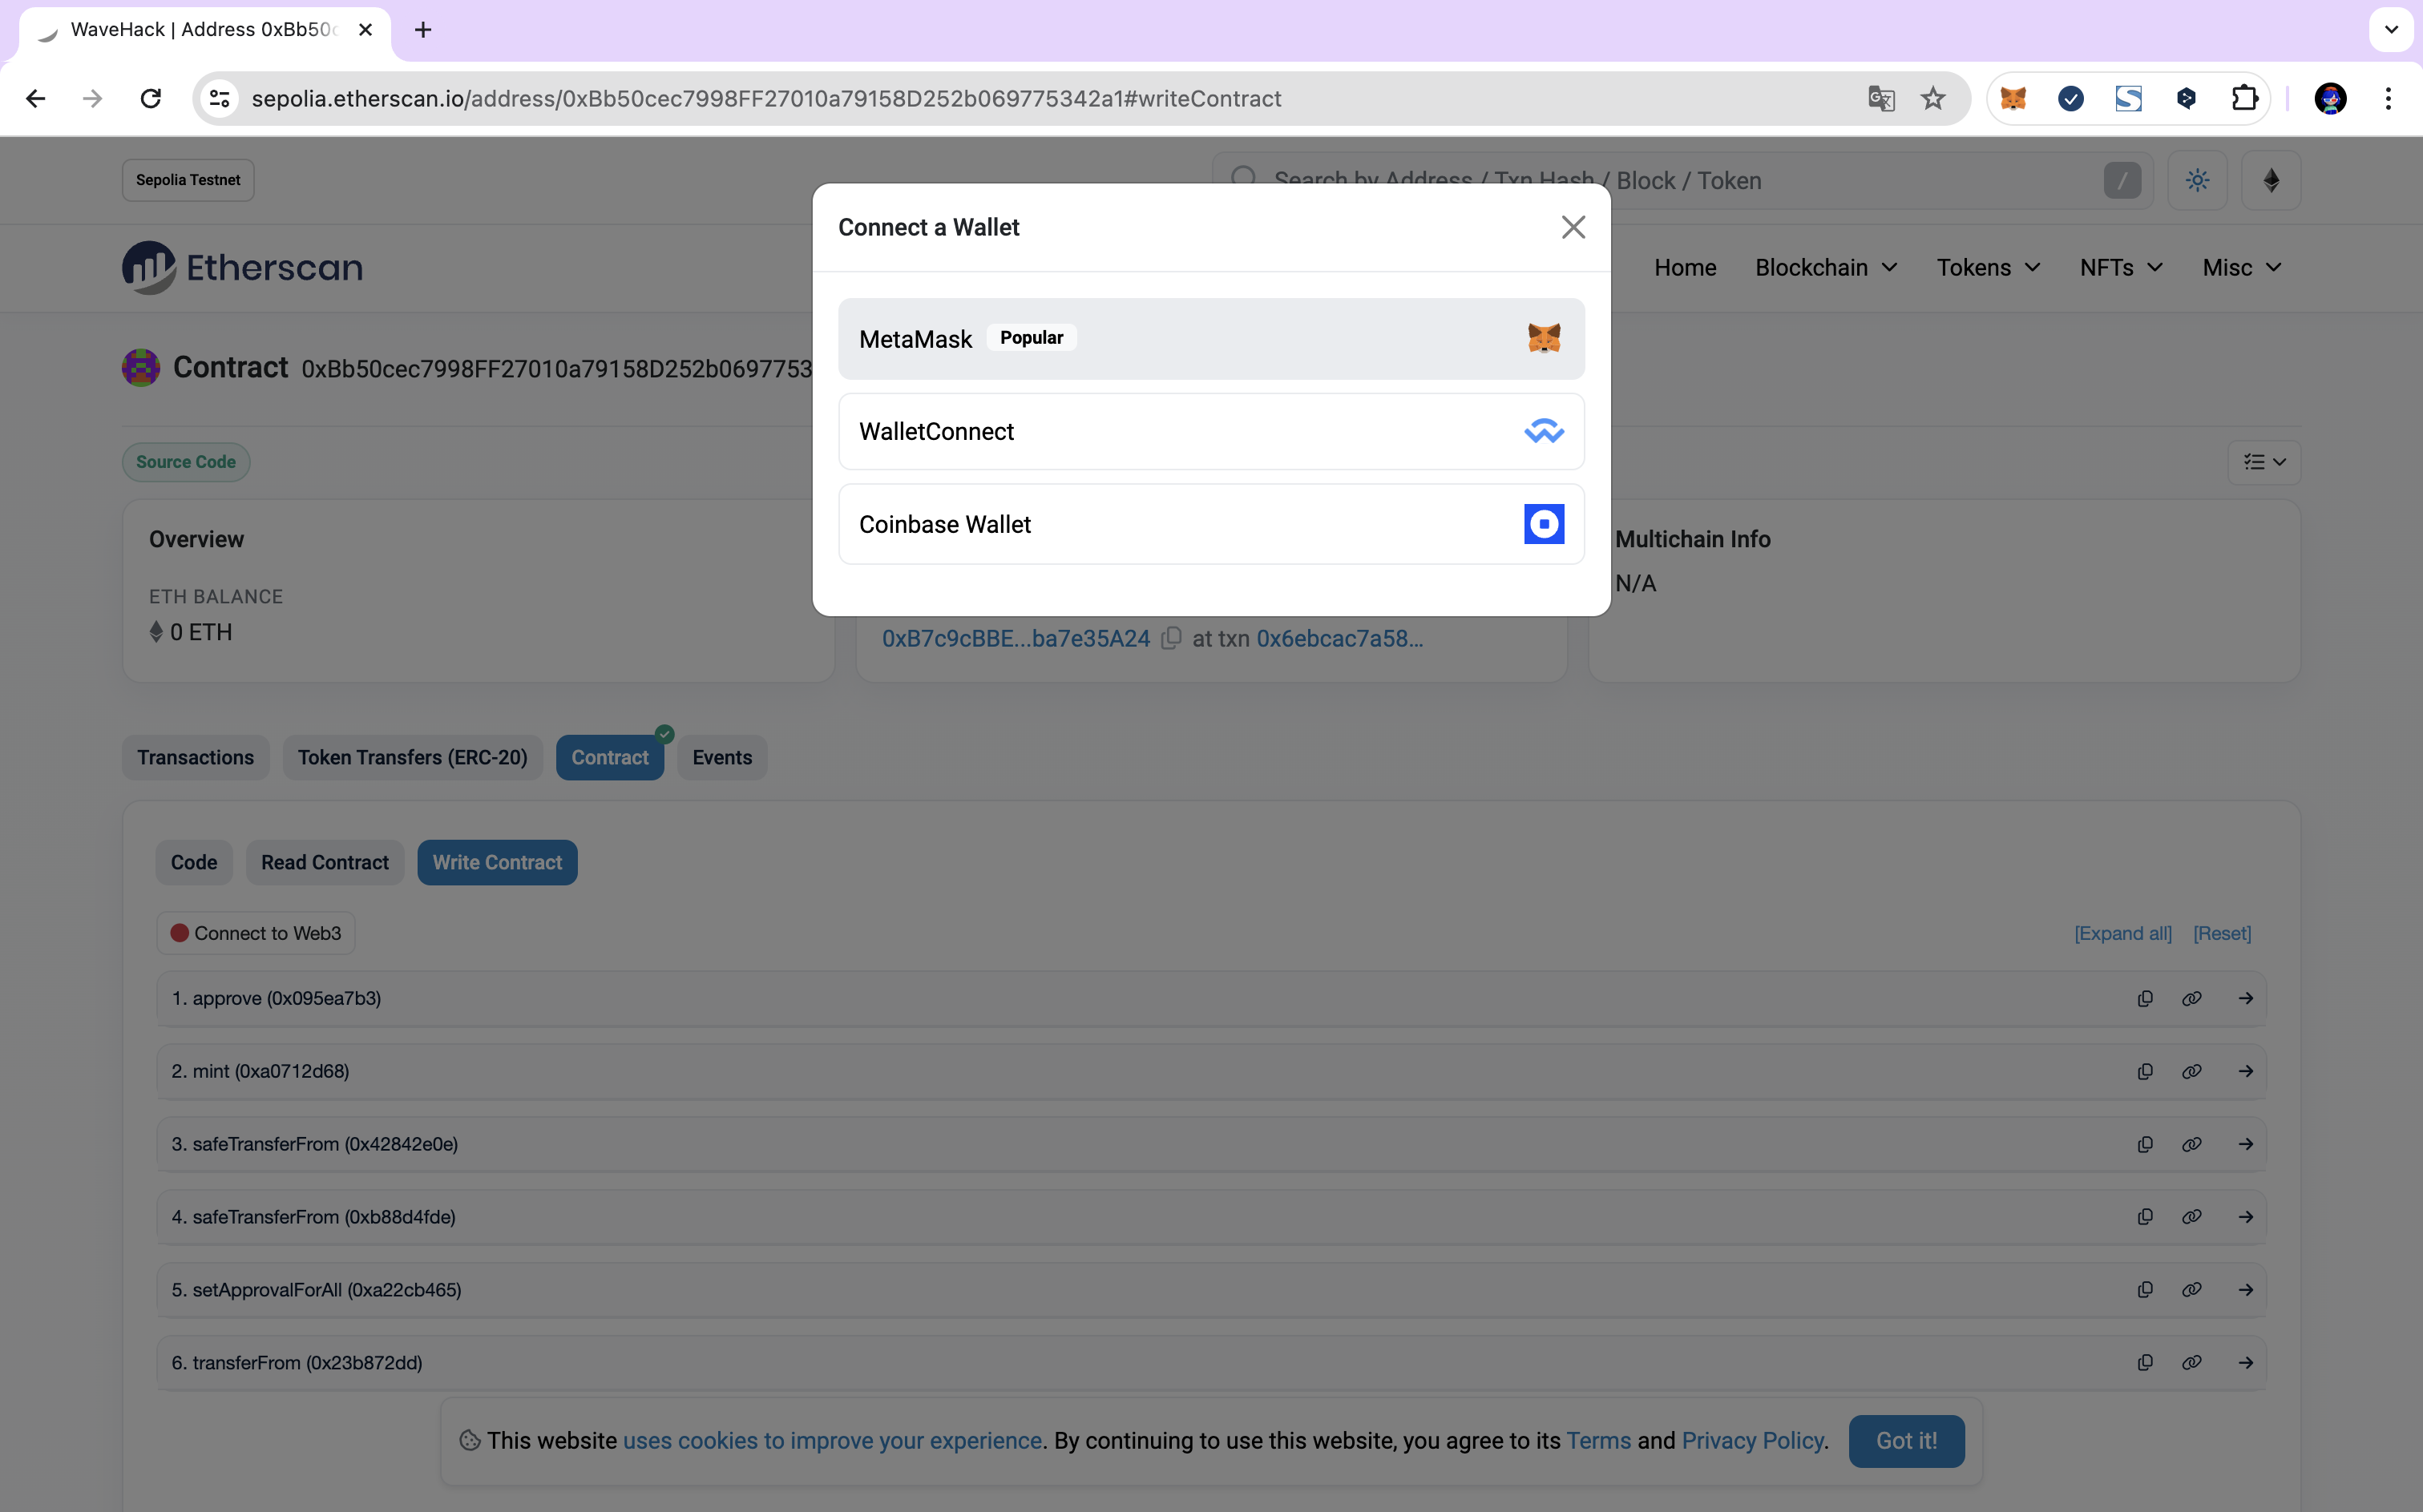 WaveHack | Address 0xBb50c
sepolia.etherscan.io/address/0xBb50cec7998FF27010a79158D252b069775342a1#writeContract
Sepolia Testnet
Search by Address / Txn Hash / Block / Token
/
Connect a Wallet
Etherscan
Home
Blockchain
Tokens
NFTs
Misc
MetaMask Popular
Contract 0xBb50cec7998FF27010a79158D252b0697753
WalletConnect
Source Code
Coinbase Wallet
Overview
ETH BALANCE
0 ETH
0xB7c9cBBE...ba7e35A24 at txn 0x6ebcac7a58...
Multichain Info
N/A
Transactions
Token Transfers (ERC-20)
Contract
Events
Code
Read Contract
Write Contract
Connect to Web3
[Expand all]
[Reset]
1. approve (0x095ea7b3)
2. mint (0xa0712d68)
3. safeTransferFrom (0x42842e0e)
4. safeTransferFrom (0xb88d4fde)
5. setApprovalForAll (0xa22cb465)
6. transferFrom (0x23b872dd)
This website uses cookies to improve your experience. By continuing to use this website, you agree to its Terms and Privacy Policy.
Got it!